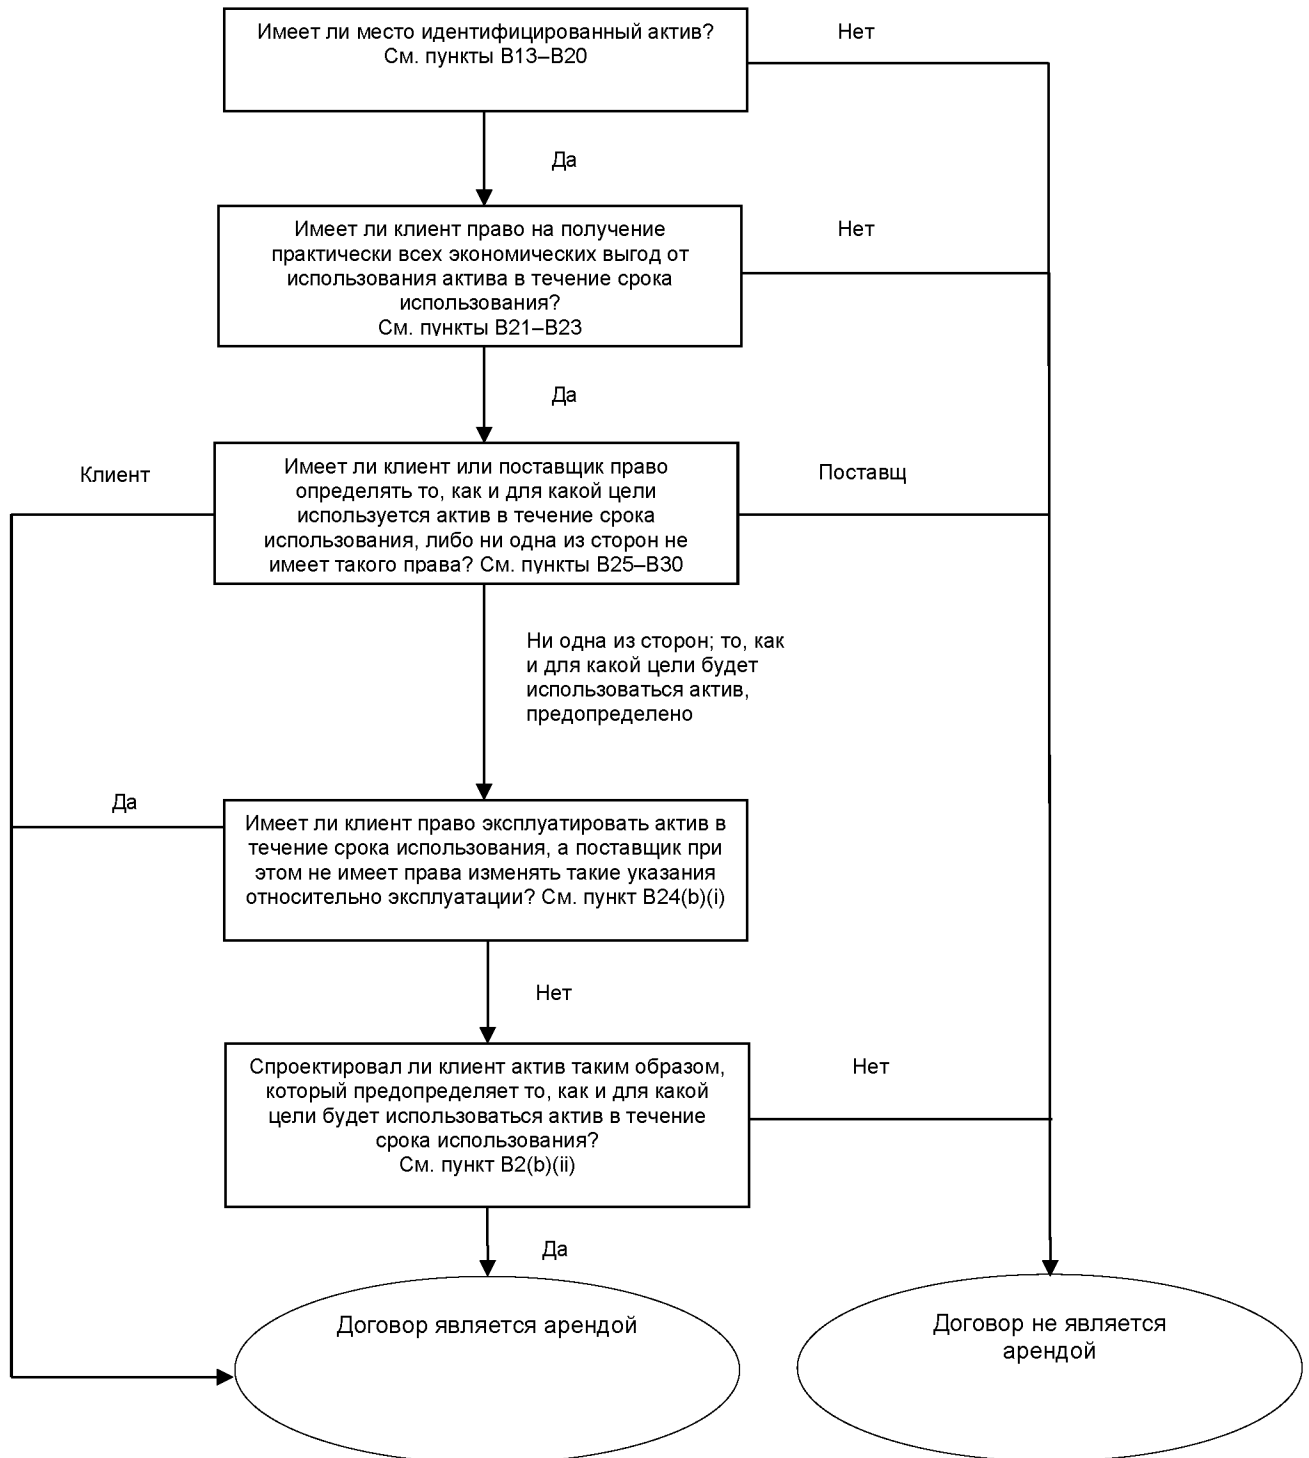 Имеет ли место идентифицированный актив?
См. пункты B13–B20
Нет
Да
Имеет ли клиент право на получение
практически всех экономических выгод от
использования актива в течение срока
использования?
См. пункты B21–B23
Нет
Да
Клиент
Имеет ли клиент или поставщик право
определять то, как и для какой цели
используется актив в течение срока
использования, либо ни одна из сторон не
имеет такого права? См. пункты B25–B30
Поставщ
Ни одна из сторон; то, как
и для какой цели будет
использоваться актив,
предопределено
Да
Имеет ли клиент право эксплуатировать актив в
течение срока использования, а поставщик при
этом не имеет права изменять такие указания
относительно эксплуатации? См. пункт B24(b)(i)
Нет
Спроектировал ли клиент актив таким образом,
который предопределяет то, как и для какой
цели будет использоваться актив в течение
срока использования?
См. пункт B2(b)(ii)
Нет
Да
Договор является арендой
Договор не является
арендой